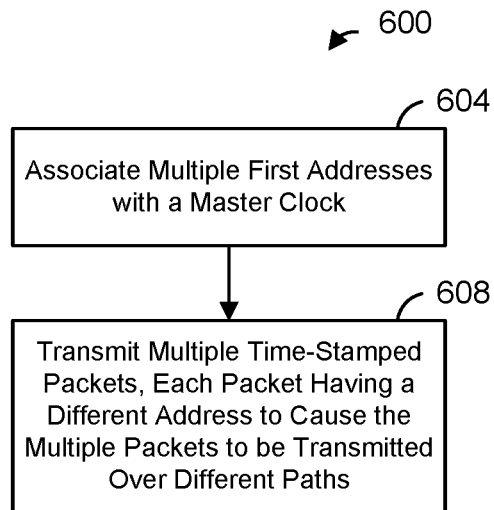 600
604
Associate Multiple First Addresses
with a Master Clock
608
Transmit Multiple Time-Stamped
Packets, Each Packet Having a
Different Address to Cause the
Multiple Packets to be Transmitted
Over Different Paths